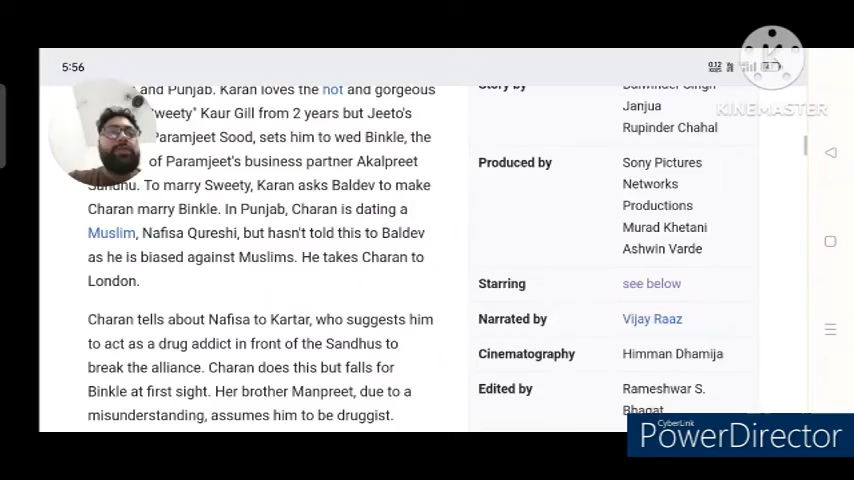 5:56
KINEMASTER
and Punjab. Karan loves the hot and gorgeous
weety" Kaur Gill from 2 years but Jeeto's
Paramjeet Sood, sets him to wed Binkle, the
of Paramjeet's business partner Akalpreet
Sandhu. To marry Sweety, Karan asks Baldev to make
Charan marry Binkle. In Punjab, Charan is dating a
Muslim, Nafisa Qureshi, but hasn't told this to Baldev
as he is biased against Muslims. He takes Charan to
London.
Charan tells about Nafisa to Kartar, who suggests him
to act as a drug addict in front of the Sandhus to
break the alliance. Charan does this but falls for
Binkle at first sight. Her brother Manpreet, due to a
misunderstanding, assumes him to be druggist.
Story by Balwinder Singh
Janjua
Rupinder Chahal
Produced by Sony Pictures
Networks
Productions
Murad Khetani
Ashwin Varde
Starring see below
Narrated by Vijay Raaz
Cinematography Himman Dhamija
Edited by Rameshwar S.
Bhagat
CyberLink
PowerDirector